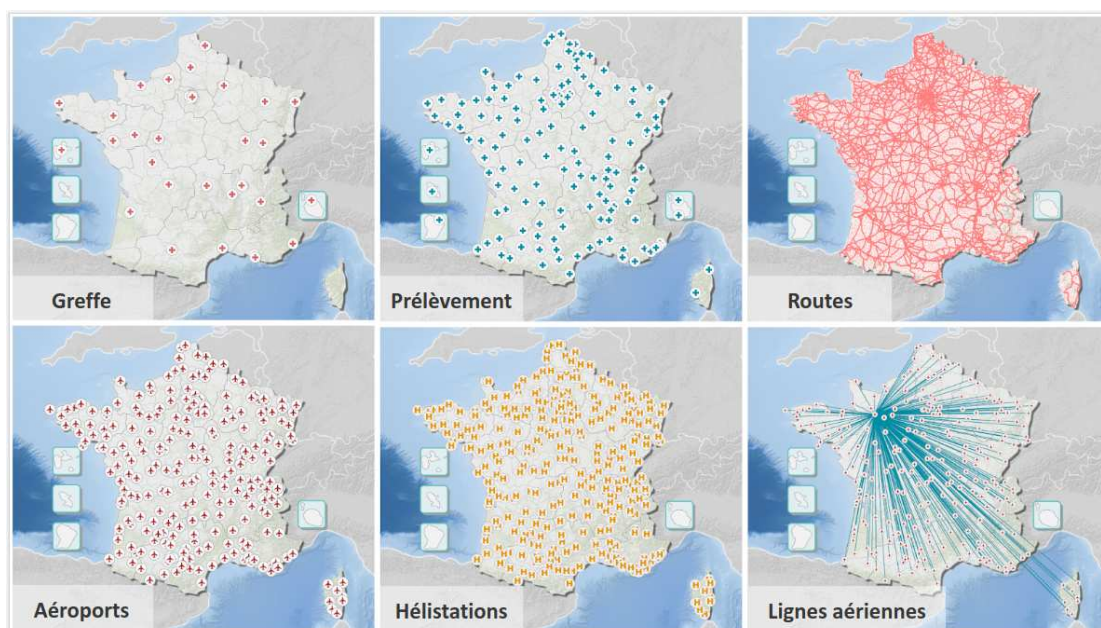 Greffe
Prélèvement
Routes
Aéroports
Hélistations
Lignes aériennes